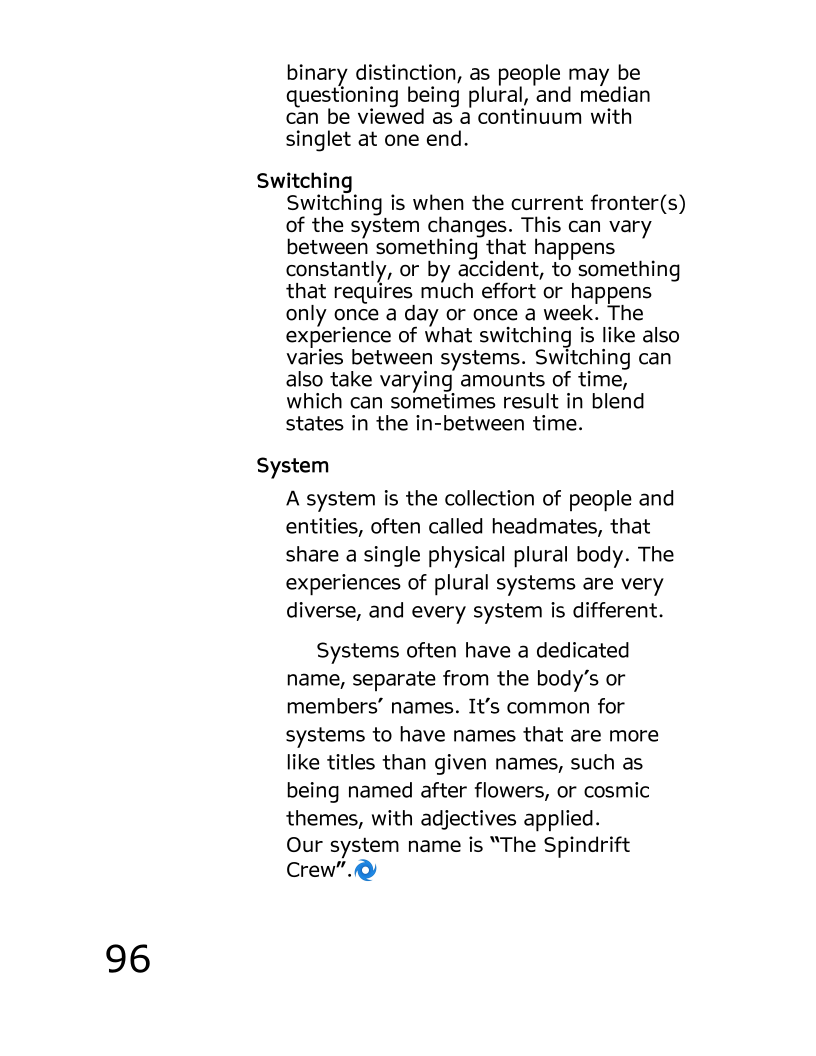 binary distinction, as people may be
questioning being plural, and median
can be viewed as a continuum with
singlet at one end.
Switching
Switching is when the current fronter(s)
of the system changes. This can vary
between something that happens
constantly, or by accident, to something
that requires much effort or happens
only once a day or once a week. The
experience of what switching is like also
varies between systems. Switching can
also take varying amounts of time,
which can sometimes result in blend
states in the in-between time.
System
A system is the collection of people and
entities, often called headmates, that
share a single physical plural body. The
experiences of plural systems are very
diverse, and every system is different.
Systems often have a dedicated
name, separate from the body’s or
members’ names. It’s common for
systems to have names that are more
like titles than given names, such as
being named after flowers, or cosmic
themes, with adjectives applied.
Our system name is “The Spindrift
Crew”.
96